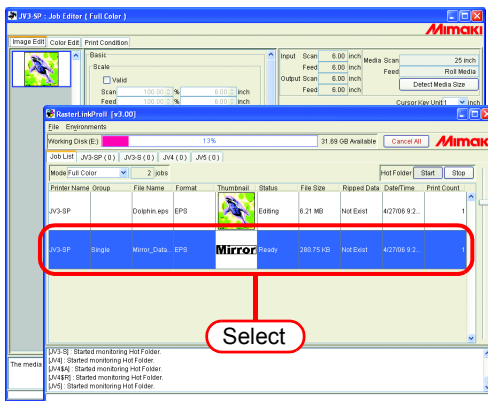 JV3-SP : Job Editor ( Full Color )
Mimaki
Image Edit Color Edit Print Condition
Basic
Scale
Valid
Scan 100.00 % 6.00 inch
Feed 100.00 % 6.00 inch
Input Scan 6.00 inch
Feed 6.00 inch
Output Scan 6.00 inch
Feed 6.00 inch
Media Scan 25 inch
Feed Roll Media
Detect Media Size
Cursor Key Unit: 1 inch
RasterLinkProII [v3.00]
File Environments
Working Disk(E:) 13% 31.69 GB Available Cancel All Mimaki
Job List JV3-SP ( 0 ) JV3-S ( 0 ) JV4 ( 0 ) JV5 ( 0 )
Mode Full Color 2 jobs Hot Folder Start Stop
Printer Name Group File Name Format Thumbnail Status File Size Ripped Data Date/Time Print Count
JV3-SP Dolphin.eps EPS Editing 6.21 MB Not Exist 4/27/06 9:2... 1
JV3-SP Single Mirror_Data... EPS Mirror Ready 280.75 KB Not Exist 4/27/06 9:2... 1
Select
[JV3-S] : Started monitoring Hot Folder.
[JV4] : Started monitoring Hot Folder.
[JV4$A] : Started monitoring Hot Folder.
[JV4$R] : Started monitoring Hot Folder.
[JV5] : Started monitoring Hot Folder.
The media